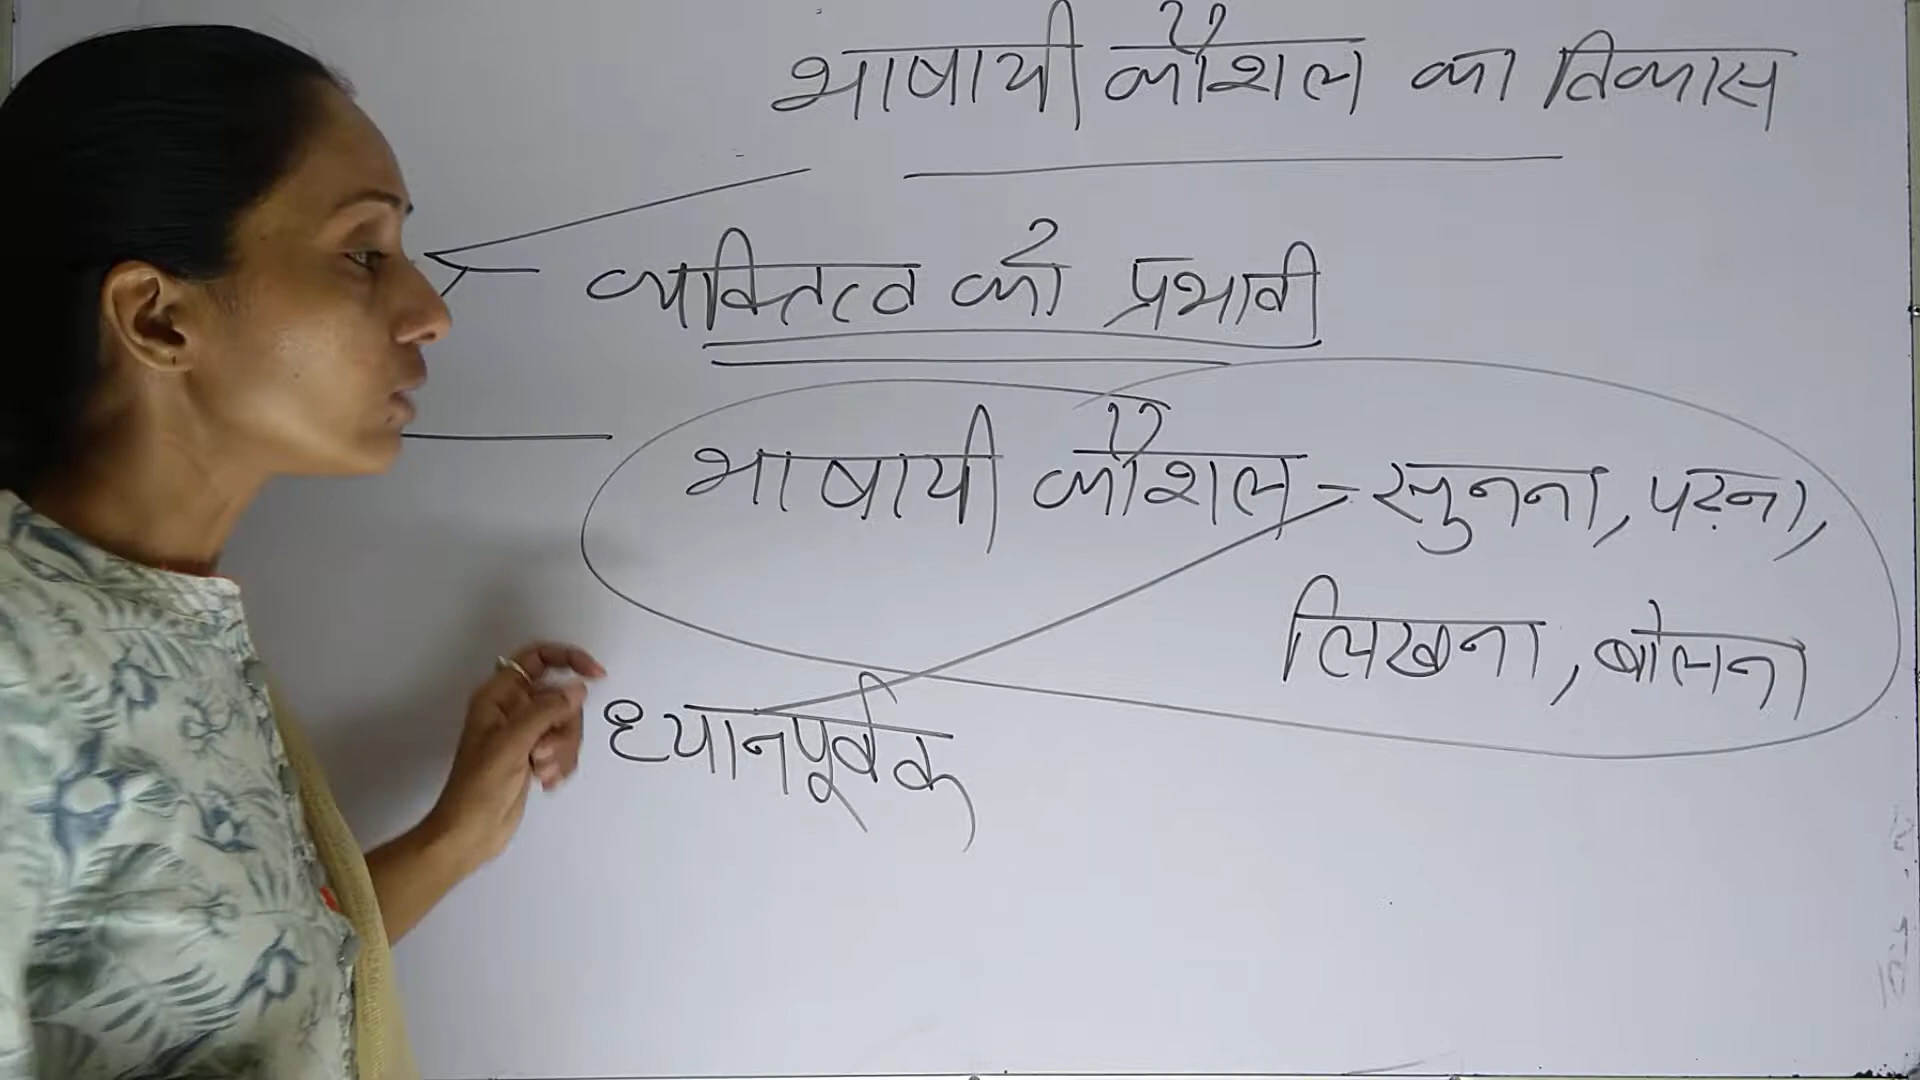 भाषायी कौशल का विकास
व्यक्तित्व को प्रभावी
भाषायी कौशल - सुनना, पढ़ना,
लिखना, बोलना
ध्यानपूर्वक